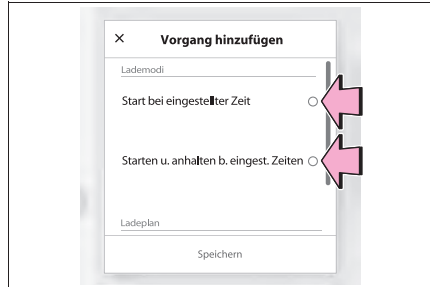 Vorgang hinzufügen
Lademodi
Start bei eingestellter Zeit
Starten u. anhalten b. eingest. Zeiten
Ladeplan
Speichern